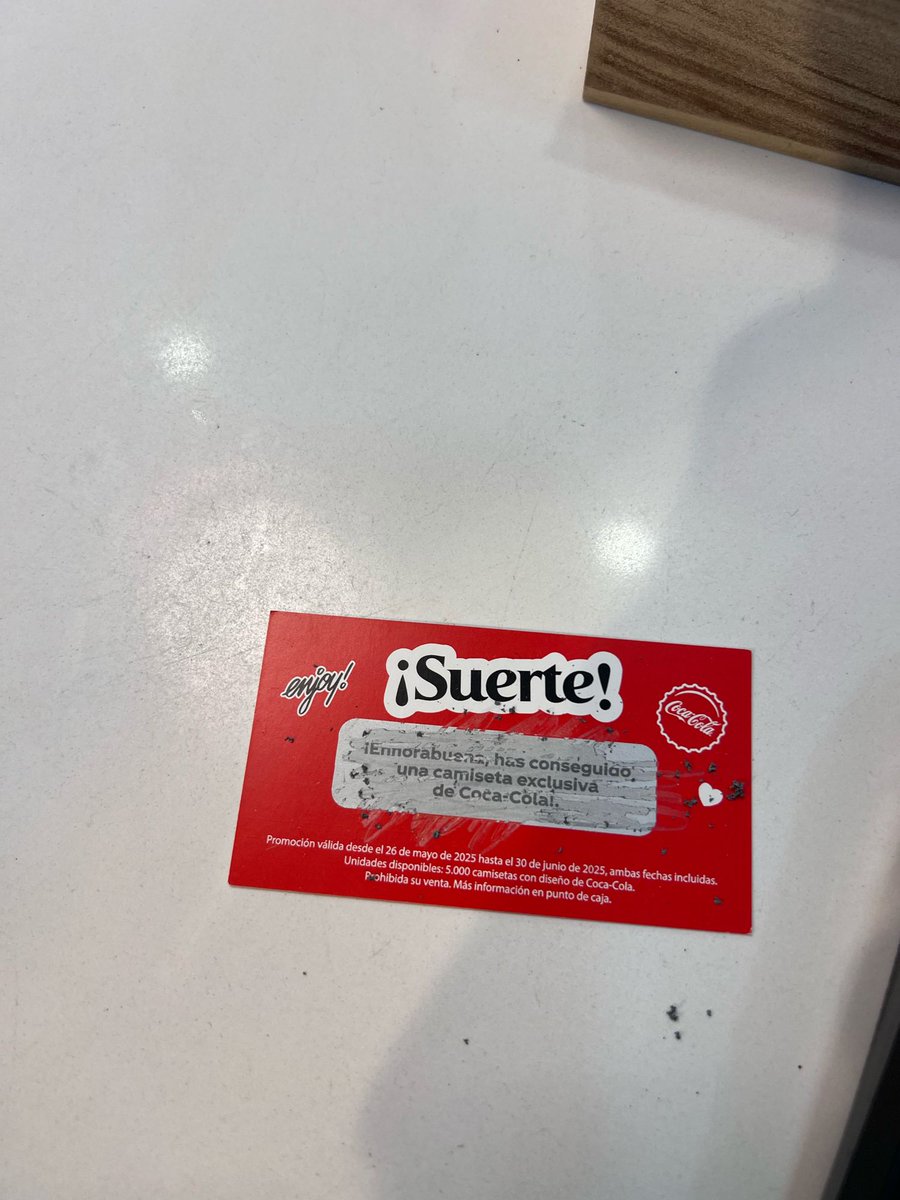 enjoy!
¡Suerte!
Coca-Cola
¡Enhorabuena, has conseguido
una camiseta exclusiva
de Coca-Cola!.
Promoción válida desde el 26 de mayo de 2025 hasta el 30 de junio de 2025, ambas fechas incluidas.
Unidades disponibles: 5.000 camisetas con diseño de Coca-Cola.
Prohibida su venta. Más información en punto de caja.